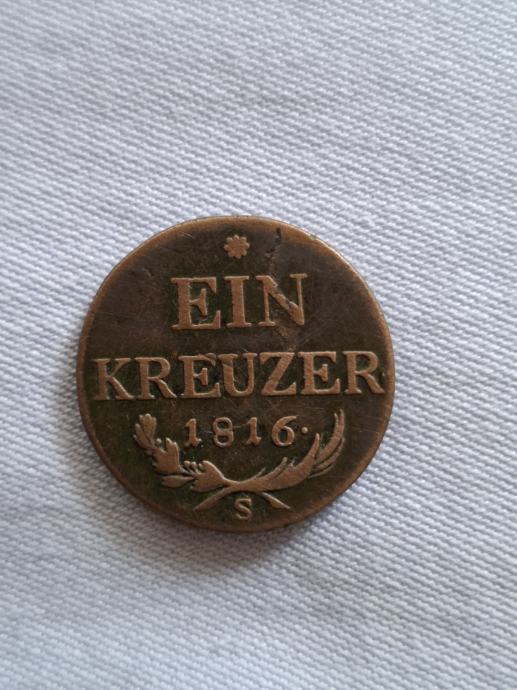 EIN
KREUZER
·1816·
S